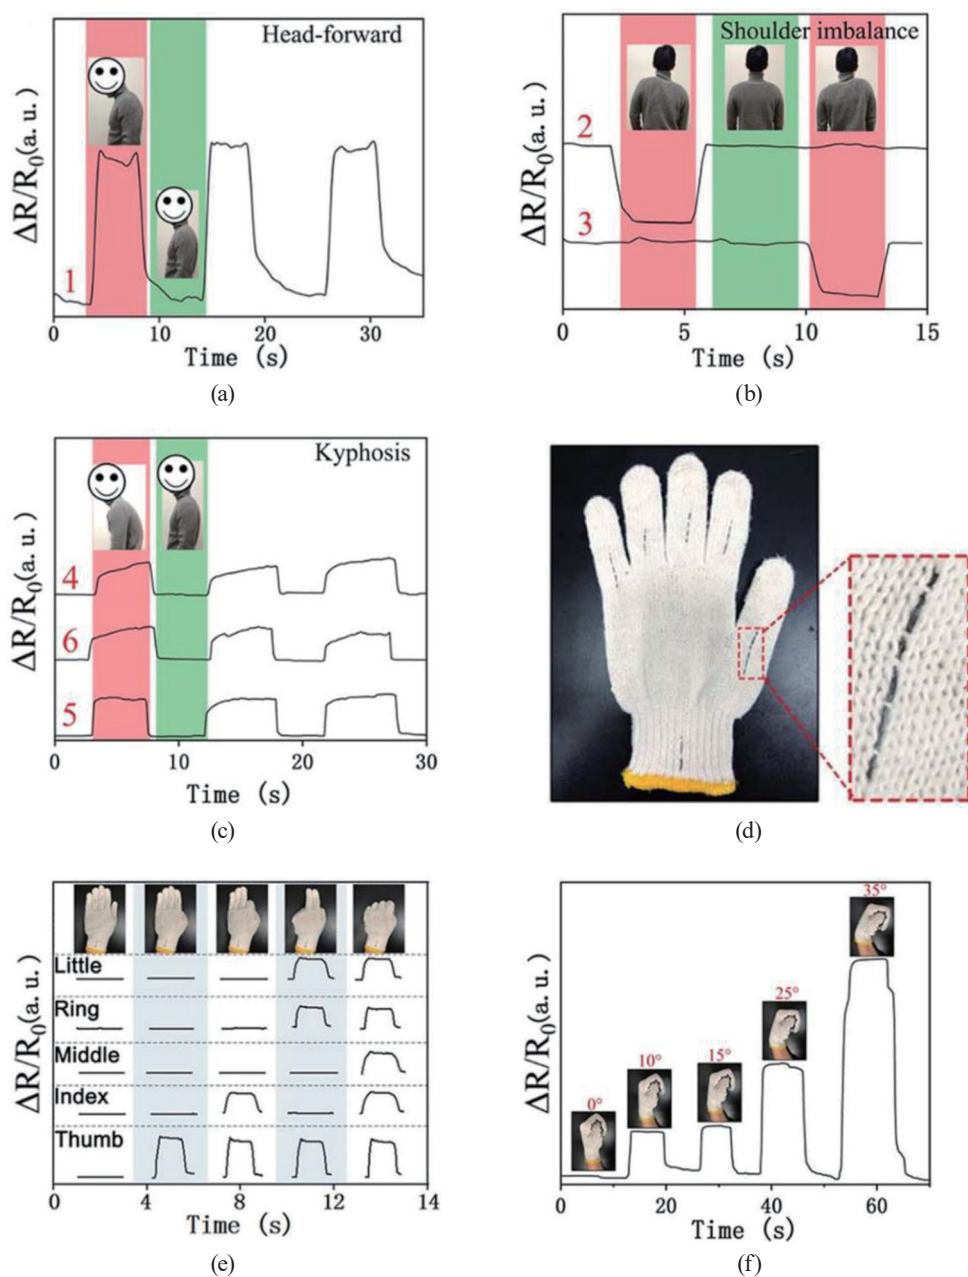 Head-forward
ΔR/R0(a. u.)
1
0 10 20 30
Time (s)
(a)
Shoulder imbalance
ΔR/R0(a. u.)
2
3
0 5 10 15
Time (s)
(b)
Kyphosis
ΔR/R0(a. u.)
4
6
5
0 10 20 30
Time (s)
(c)
(d)
ΔR/R0(a. u.)
Little
Ring
Middle
Index
Thumb
0 4 8 12 14
Time (s)
(e)
ΔR/R0(a. u.)
0°
10°
15°
25°
35°
0 20 40 60
Time (s)
(f)